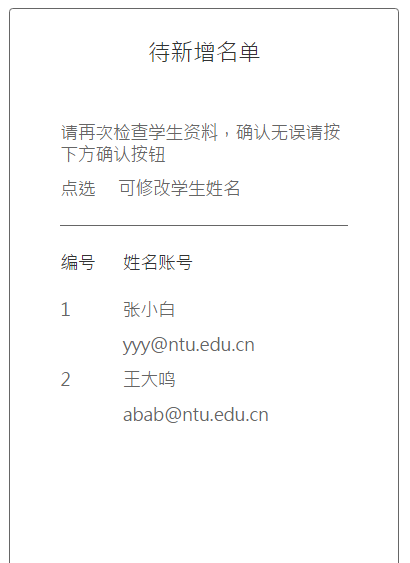 待新增名单
请再次检查学生资料，确认无误请按
下方确认按钮
点选 可修改学生姓名
编号 姓名账号
1 张小白
yyy@ntu.edu.cn
2 王大鸣
abab@ntu.edu.cn